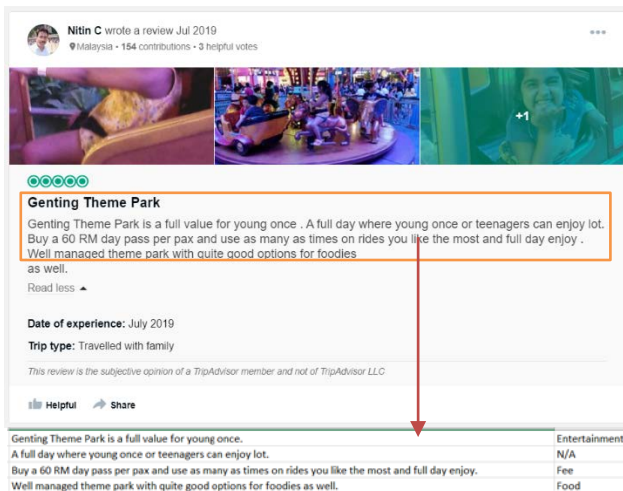 Nitin C wrote a review Jul 2019
Malaysia • 154 contributions • 3 helpful votes
+1
Genting Theme Park
Genting Theme Park is a full value for young once . A full day where young once or teenagers can enjoy lot.
Buy a 60 RM day pass per pax and use as many as times on rides you like the most and full day enjoy .
Well managed theme park with quite good options for foodies
as well.
Read less
Date of experience: July 2019
Trip type: Travelled with family
This review is the subjective opinion of a TripAdvisor member and not of TripAdvisor LLC
Helpful Share
Genting Theme Park is a full value for young once. Entertainment
A full day where young once or teenagers can enjoy lot. N/A
Buy a 60 RM day pass per pax and use as many as times on rides you like the most and full day enjoy. Fee
Well managed theme park with quite good options for foodies as well. Food